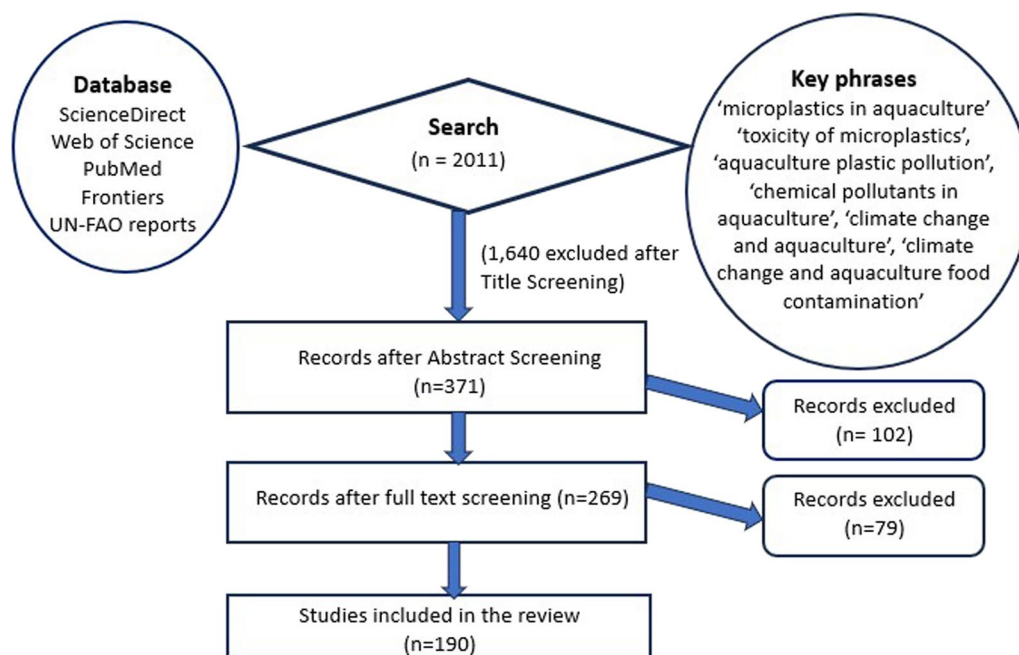 Database
ScienceDirect
Web of Science
PubMed
Frontiers
UN-FAO reports
Search
(n = 2011)
Key phrases
‘microplastics in aquaculture’
‘toxicity of microplastics’,
‘aquaculture plastic pollution’,
‘chemical pollutants in
aquaculture’, ‘climate change
and aquaculture’, ‘climate
change and aquaculture food
contamination’
(1,640 excluded after
Title Screening)
Records after Abstract Screening
(n=371)
Records excluded
(n= 102)
Records after full text screening (n=269)
Records excluded
(n=79)
Studies included in the review
(n=190)